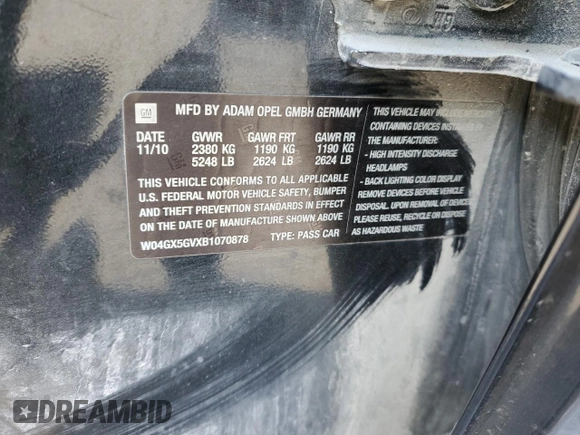 GM
MFD BY ADAM OPEL GMBH GERMANY
DATE GVWR GAWR FRT GAWR RR
11/10 2380 KG 1190 KG 1190 KG
5248 LB 2624 LB 2624 LB
THIS VEHICLE CONFORMS TO ALL APPLICABLE
U.S. FEDERAL MOTOR VEHICLE SAFETY, BUMPER
AND THEFT PREVENTION STANDARDS IN EFFECT
ON THE DATE OF MANUFACTURE SHOWN ABOVE
W04GX5GVXB1070878 TYPE: PASS CAR
THIS VEHICLE MAY INCLUDE
CONTAINING DEVICES INSTALLED
THE MANUFACTURER:
- HIGH INTENSITY DISCHARGE
HEADLAMPS
- BACK LIGHTING COLOR DISPLAY
REMOVE DEVICES BEFORE VEHICLE
DISPOSAL. UPON REMOVAL OF DEVICES
PLEASE REUSE, RECYCLE OR DISPOSE
AS HAZARDOUS WASTE
DREAMBID